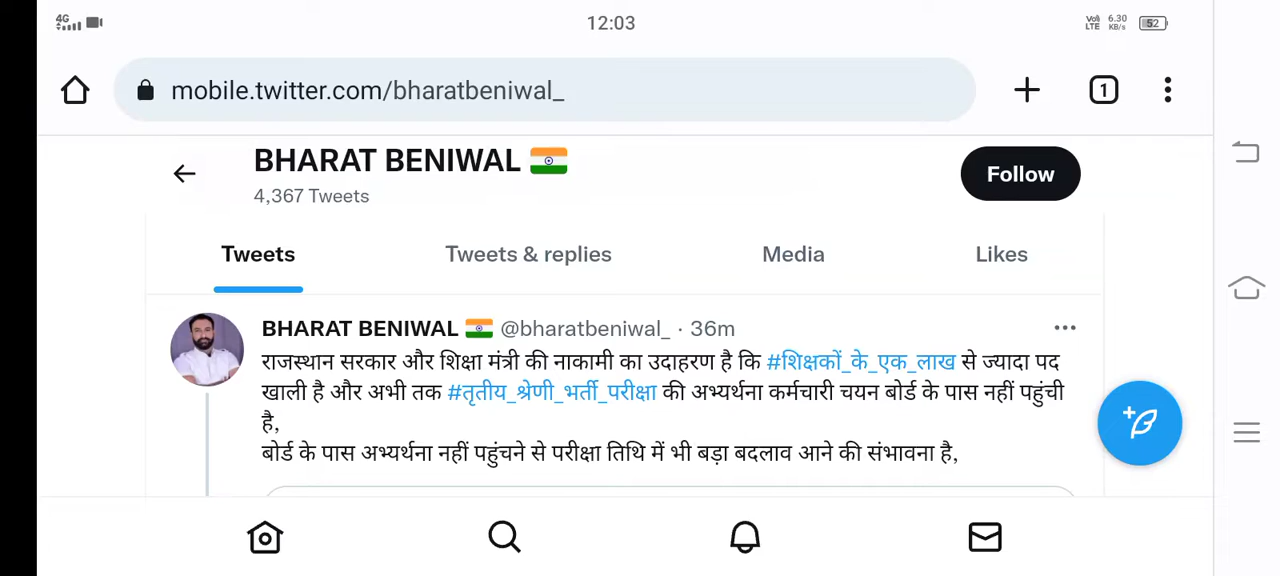 4G
12:03
Vo) 6.30
LTE KB/s
52
mobile.twitter.com/bharatbeniwal_
1
BHARAT BENIWAL
4,367 Tweets
Follow
Tweets
Tweets & replies
Media
Likes
BHARAT BENIWAL @bharatbeniwal_ · 36m
राजस्थान सरकार और शिक्षा मंत्री की नाकामी का उदाहरण है कि #शिक्षकों_के_एक_लाख से ज्यादा पद
खाली है और अभी तक #तृतीय_श्रेणी_भर्ती_परीक्षा की अभ्यर्थना कर्मचारी चयन बोर्ड के पास नहीं पहुंची
है,
बोर्ड के पास अभ्यर्थना नहीं पहुंचने से परीक्षा तिथि में भी बड़ा बदलाव आने की संभावना है,